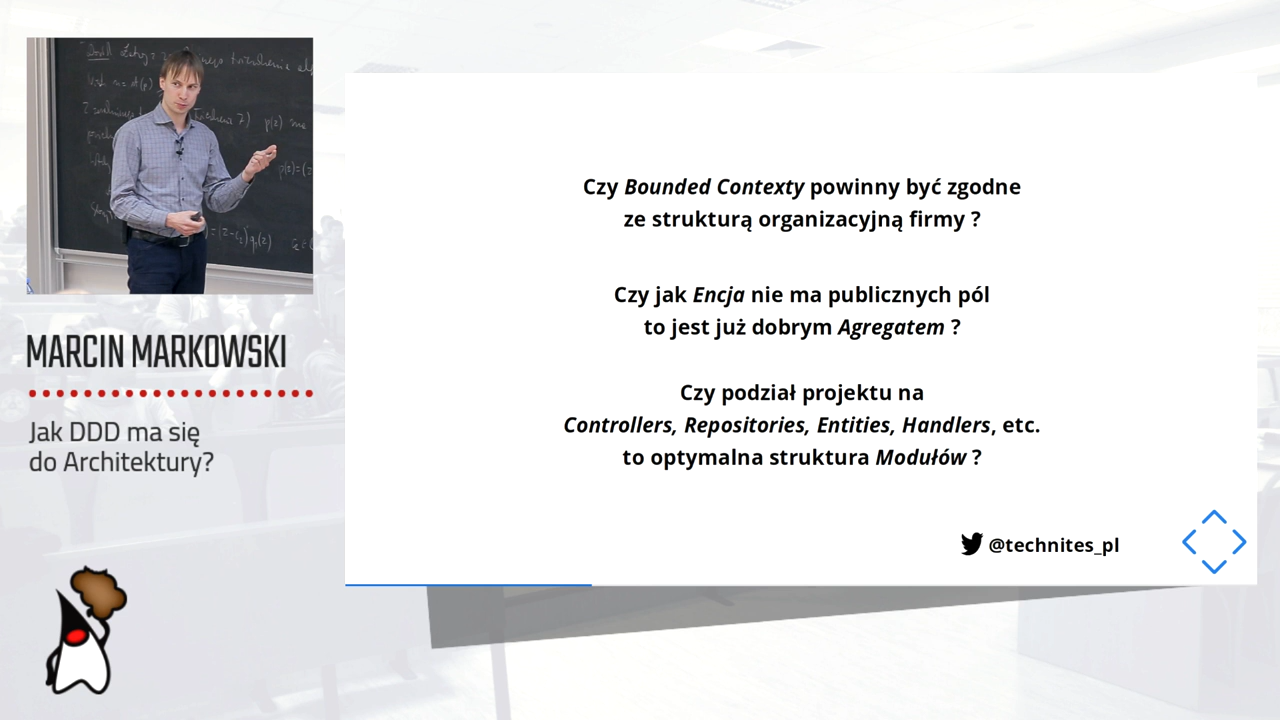 MARCIN MARKOWSKI
Jak DDD ma się
do Architektury?
Czy Bounded Contexty powinny być zgodne
ze strukturą organizacyjną firmy ?
Czy jak Encja nie ma publicznych pól
to jest już dobrym Agregatem ?
Czy podział projektu na
Controllers, Repositories, Entities, Handlers, etc.
to optymalna struktura Modułów ?
@technites_pl